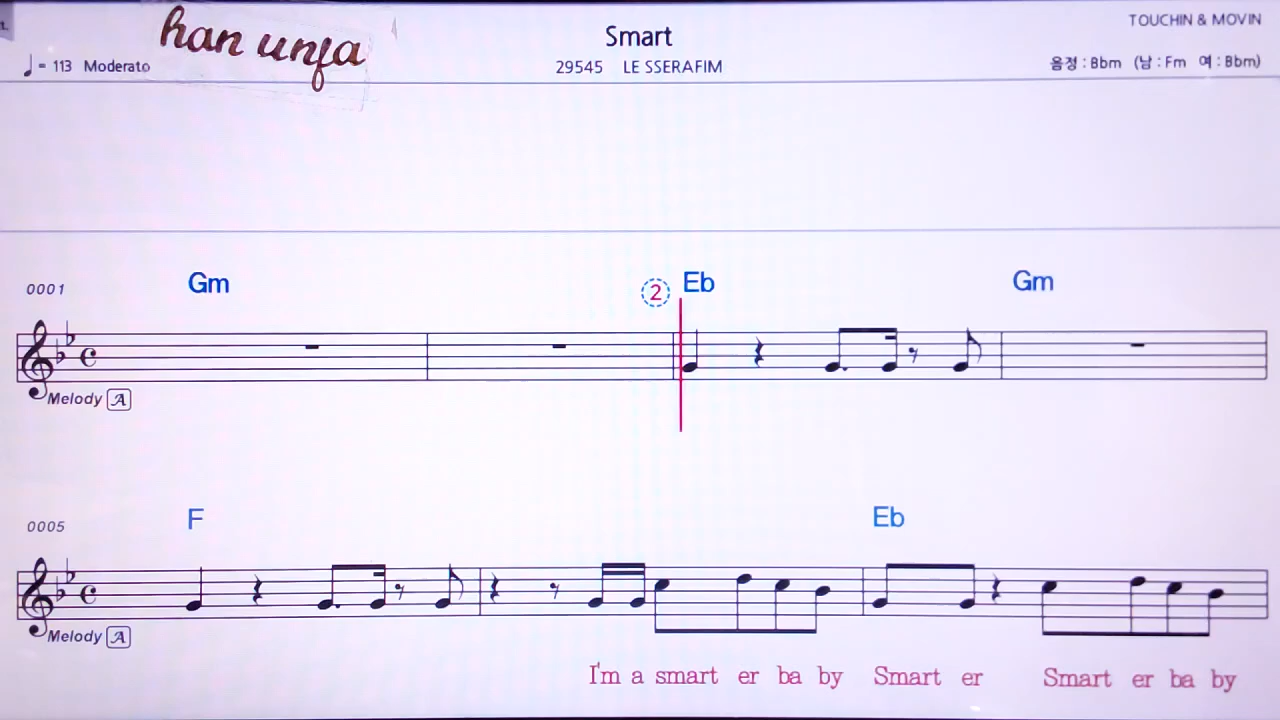 han unfa
Smart
TOUCHIN & MOVIN
= 113 Moderato
29545 LE SSERAFIM
음정 : Bbm (남 : Fm 여 : Bbm)
0001
Gm
2
Eb
Gm
Melody A
0005
F
Eb
Melody A
I'm a smart er ba by Smart er Smart er ba by